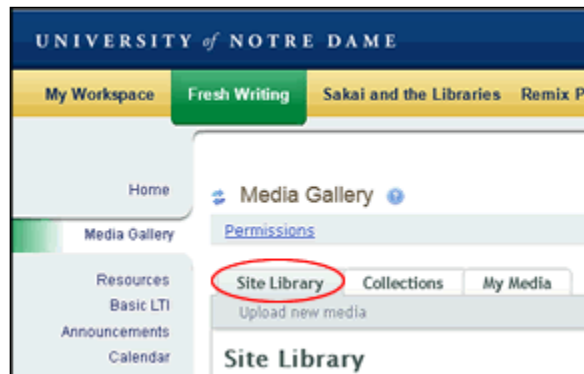 UNIVERSITY of NOTRE DAME
My Workspace Fresh Writing Sakai and the Libraries Remix P
Home
Media Gallery
Media Gallery
Permissions
Resources
Site Library Collections My Media
Basic LTI
Upload new media
Announcements
Calendar
Site Library